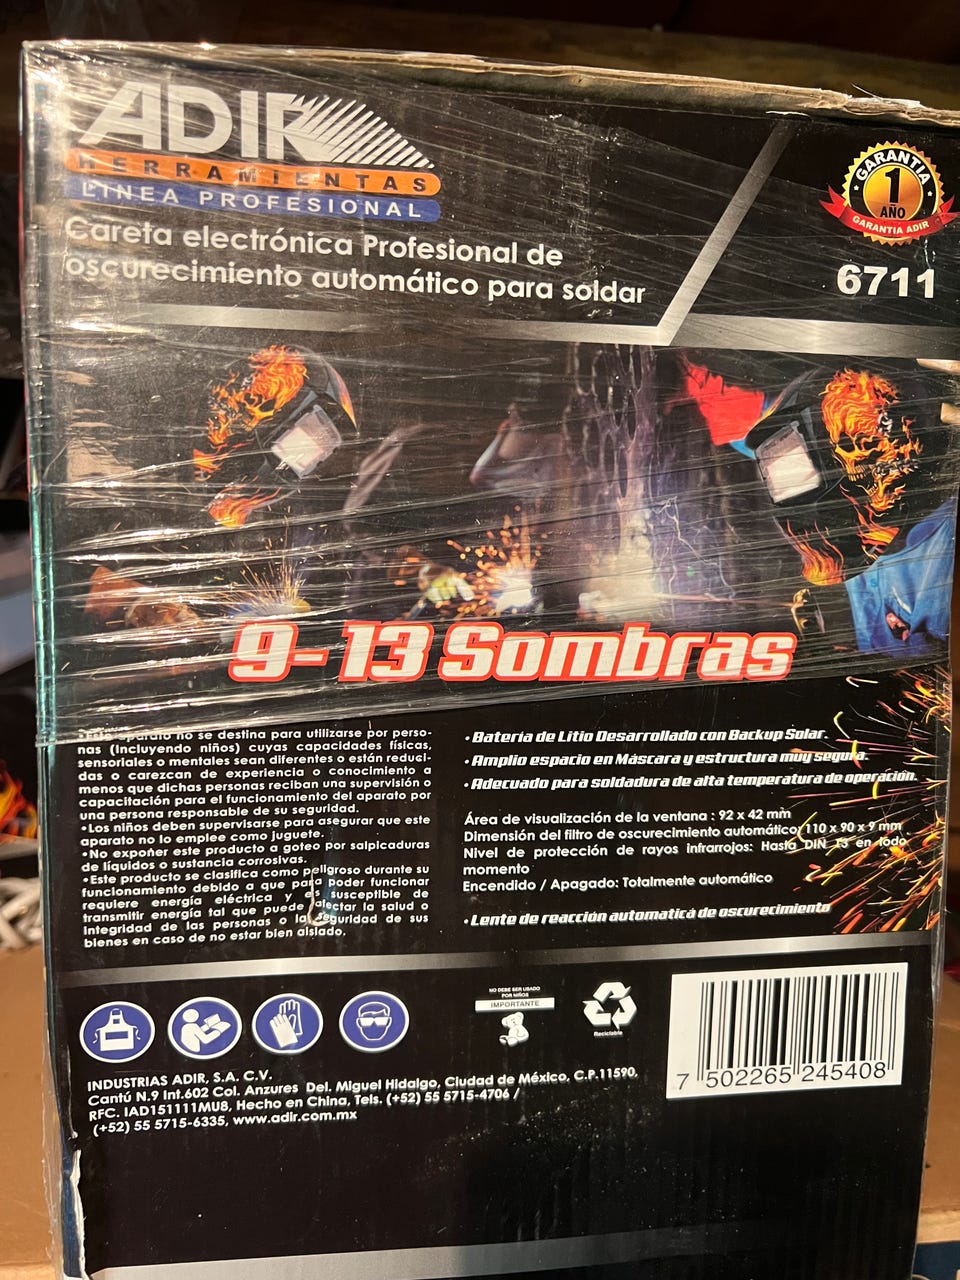 ADIR
HERRAMIENTAS
LÍNEA PROFESIONAL
Careta electrónica Profesional de
oscurecimiento automático para soldar
GARANTIA
1
AÑO
GARANTIA ADIR
6711
9-13 Sombras
•Este aparato no se destina para utilizarse por perso-
nas (Incluyendo niños) cuyas capacidades físicas,
sensoriales o mentales sean diferentes o están reduci-
das o carezcan de experiencia o conocimiento a
menos que dichas personas reciban una supervisión o
capacitación para el funcionamiento del aparato por
una persona responsable de su seguridad.
•Los niños deben supervisarse para asegurar que este
aparato no lo emplee como juguete.
•No exponer este producto a goteo por salpicaduras
de líquidos o sustancia corrosivas.
•Este producto se clasifica como peligroso durante su
funcionamiento debido a que para poder funcionar
requiere energía eléctrica y es susceptible de
transmitir energía tal que puede afectar la salud o
integridad de las personas o la seguridad de sus
bienes en caso de no estar bien aislado.
•Batería de Litio Desarrollado con Backup Solar.
•Amplio espacio en Máscara y estructura muy segura.
•Adecuado para soldadura de alta temperatura de operación.
Área de visualización de la ventana : 92 x 42 mm
Dimensión del filtro de oscurecimiento automático: 110 x 90 x 9 mm
Nivel de protección de rayos infrarrojos: Hasta DIN 13 en todo
momento
Encendido / Apagado: Totalmente automático
•Lente de reacción automaticá de oscurecimiento
NO DEBE SER USADO
POR NIÑOS
IMPORTANTE
Reciclable
INDUSTRIAS ADIR, S.A. C.V.
Cantú N.9 Int.602 Col. Anzures Del. Miguel Hidalgo, Ciudad de México, C.P.11590,
RFC. IAD151111MU8, Hecho en China, Tels. (+52) 55 5715-4706 /
(+52) 55 5715-6335, www.adir.com.mx
7 502265 245408